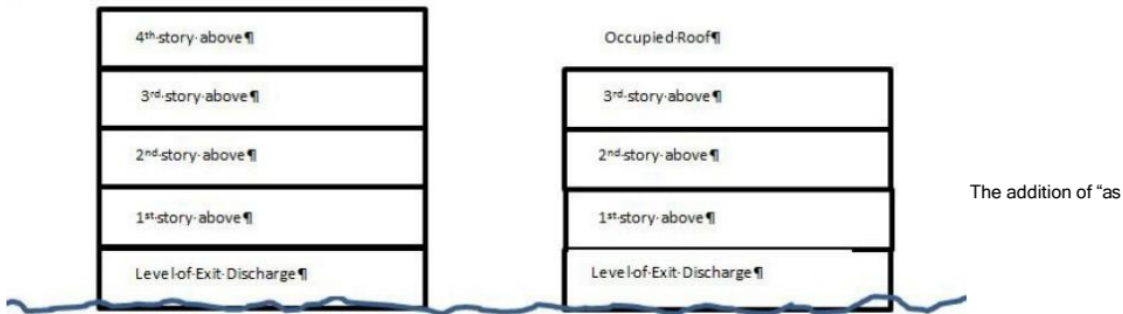 4th·story·above¶
3rd·story·above¶
2nd·story·above¶
1st·story·above¶
Level·of·Exit·Discharge¶
Occupied·Roof¶
3rd·story·above¶
2nd·story·above¶
1st·story·above¶
Level·of·Exit·Discharge¶
The addition of “as